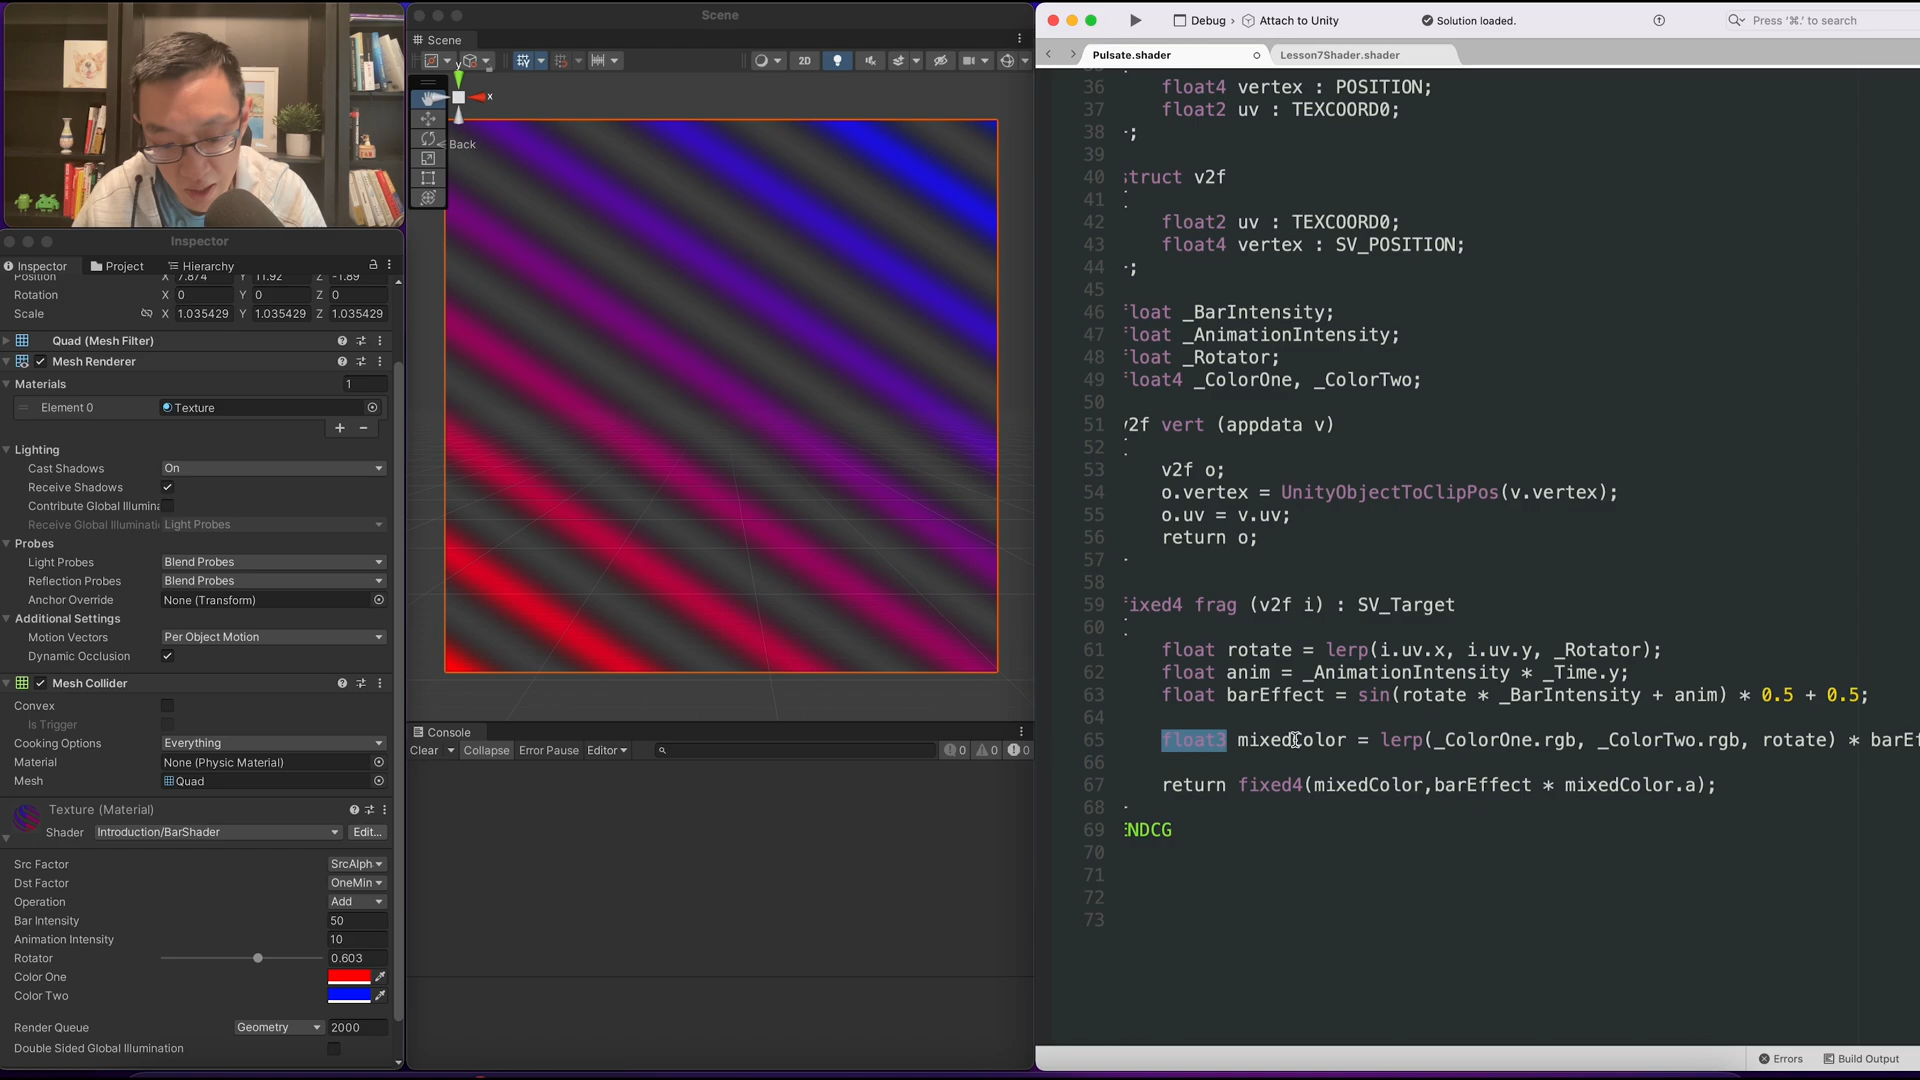 Scene
Scene
2D
y
x
Back
Inspector
Inspector
Project
Hierarchy
Position X 7.874 Y 11.92 Z -1.89
Rotation X 0 Y 0 Z 0
Scale X 1.035429 Y 1.035429 Z 1.035429
Quad (Mesh Filter)
Mesh Renderer
Materials 1
Element 0 Texture
Lighting
Cast Shadows On
Receive Shadows
Contribute Global Illumina
Receive Global Illuminati Light Probes
Probes
Light Probes Blend Probes
Reflection Probes Blend Probes
Anchor Override None (Transform)
Additional Settings
Motion Vectors Per Object Motion
Dynamic Occlusion
Mesh Collider
Convex
Is Trigger
Cooking Options Everything
Material None (Physic Material)
Mesh Quad
Texture (Material)
Shader Introduction/BarShader Edit...
Src Factor SrcAlph
Dst Factor OneMin
Operation Add
Bar Intensity 50
Animation Intensity 10
Rotator 0.603
Color One
Color Two
Render Queue Geometry 2000
Double Sided Global Illumination
Console
Clear Collapse Error Pause Editor 0 0 0
Debug › Attach to Unity
Solution loaded.
Press '⌘.' to search
Pulsate.shader
Lesson7Shader.shader
36 float4 vertex : POSITION;
37 float2 uv : TEXCOORD0;
38 ;
39
40 truct v2f
41
42 float2 uv : TEXCOORD0;
43 float4 vertex : SV_POSITION;
44 ;
45
46 loat _BarIntensity;
47 loat _AnimationIntensity;
48 loat _Rotator;
49 loat4 _ColorOne, _ColorTwo;
50
51 2f vert (appdata v)
52
53 v2f o;
54 o.vertex = UnityObjectToClipPos(v.vertex);
55 o.uv = v.uv;
56 return o;
57
58
59 ixed4 frag (v2f i) : SV_Target
60
61 float rotate = lerp(i.uv.x, i.uv.y, _Rotator);
62 float anim = _AnimationIntensity * _Time.y;
63 float barEffect = sin(rotate * _BarIntensity + anim) * 0.5 + 0.5;
64
65 float3 mixedColor = lerp(_ColorOne.rgb, _ColorTwo.rgb, rotate) * barEf
66
67 return fixed4(mixedColor,barEffect * mixedColor.a);
68
69 NDCG
70
71
72
73
Errors
Build Output